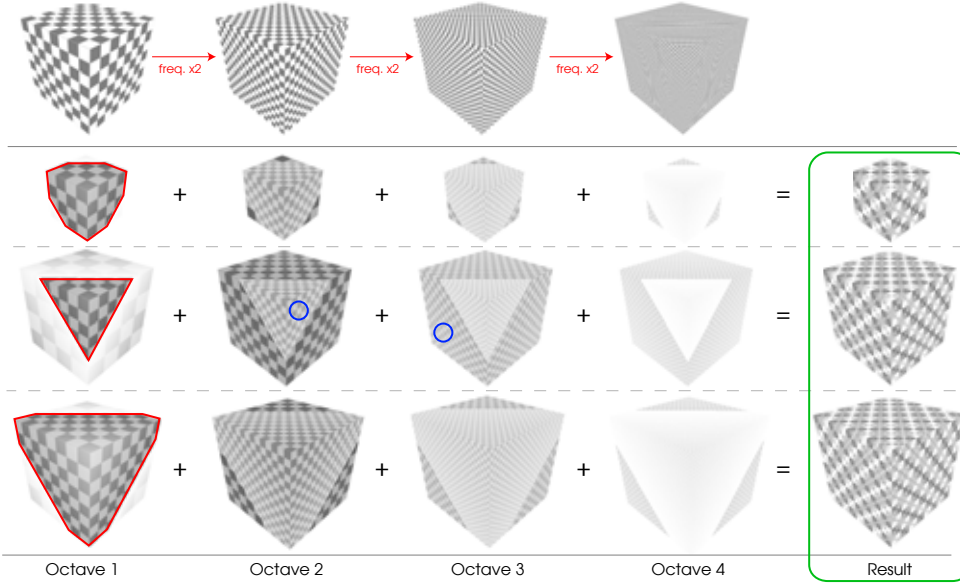 freq. x2 freq. x2 freq. x2
+ + + =
+ + + =
+ + + =
Octave 1 Octave 2 Octave 3 Octave 4 Result